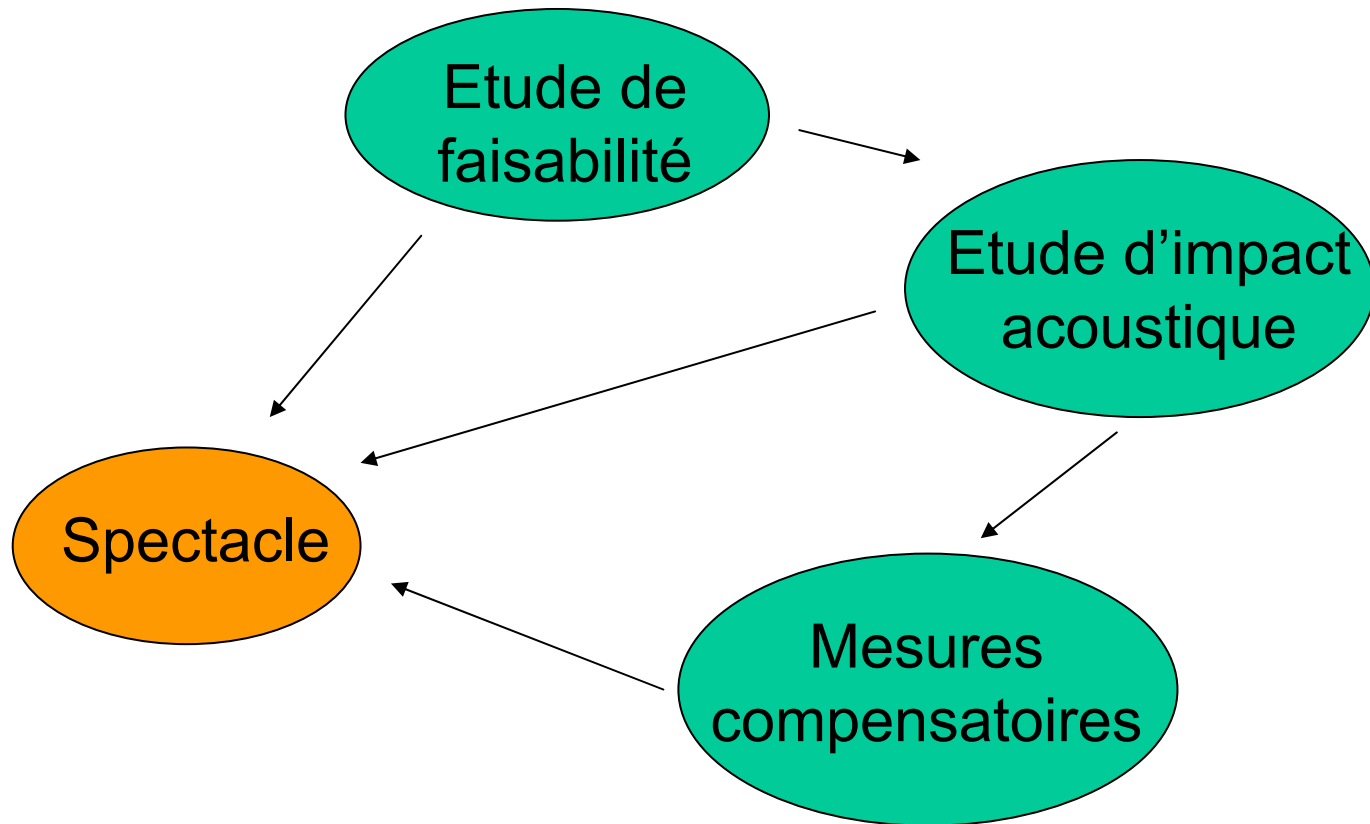 Etude de
faisabilité
Etude d’impact
acoustique
Spectacle
Mesures
compensatoires